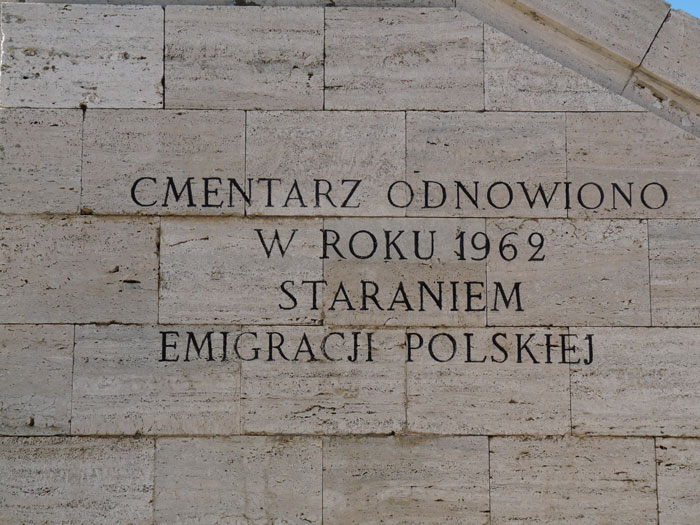 CMENTARZ ODNOWIONO
W ROKU 1962
STARANIEM
EMIGRACJI POLSKIEJ